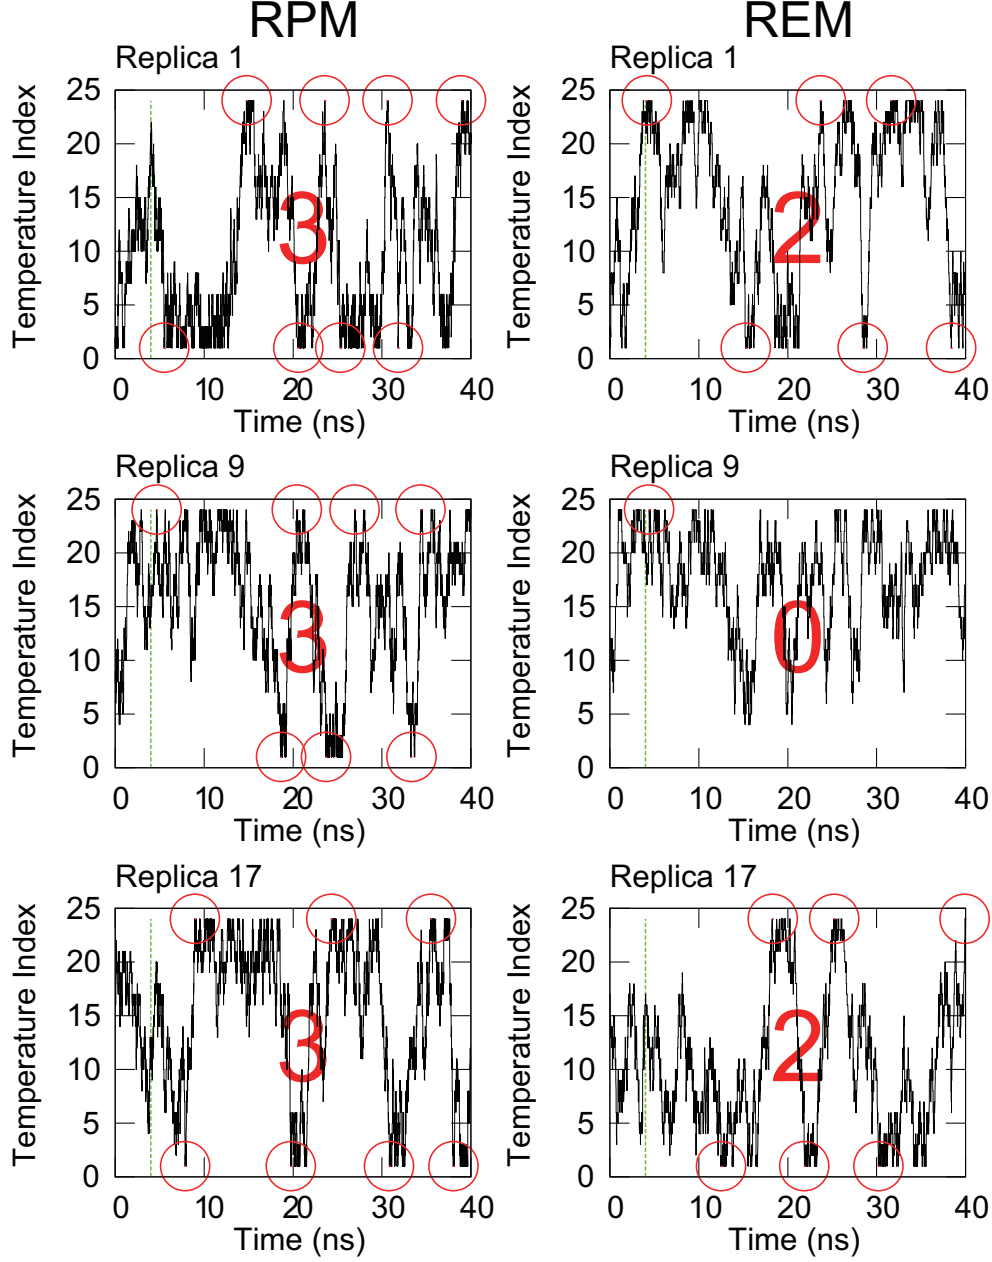 RPM REM
Replica 1 Replica 1
Temperature Index Temperature Index
25 25
20 20
15 15
3 2
10 10
5 5
0 0
0 10 20 30 40 0 10 20 30 40
Time (ns) Time (ns)
Replica 9 Replica 9
Temperature Index Temperature Index
25 25
20 20
15 15
3 0
10 10
5 5
0 0
0 10 20 30 40 0 10 20 30 40
Time (ns) Time (ns)
Replica 17 Replica 17
Temperature Index Temperature Index
25 25
20 20
15 15
3 2
10 10
5 5
0 0
0 10 20 30 40 0 10 20 30 40
Time (ns) Time (ns)